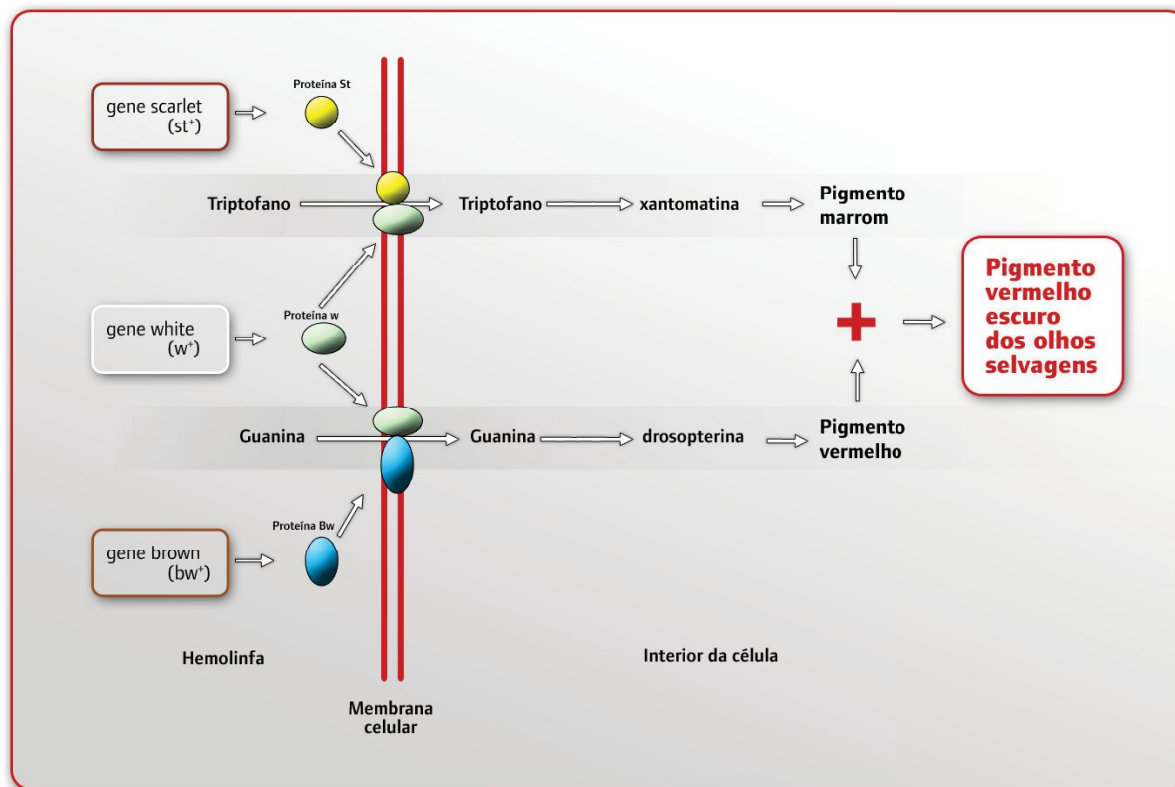 Proteína St
gene scarlet
(st⁺)
Triptofano
Triptofano
xantomatina
Pigmento
marrom
Pigmento
vermelho
escuro
dos olhos
selvagens
gene white
(w⁺)
Proteína w
Guanina
Guanina
drosopterina
Pigmento
vermelho
Proteína Bw
gene brown
(bw⁺)
Hemolinfa
Interior da célula
Membrana
celular